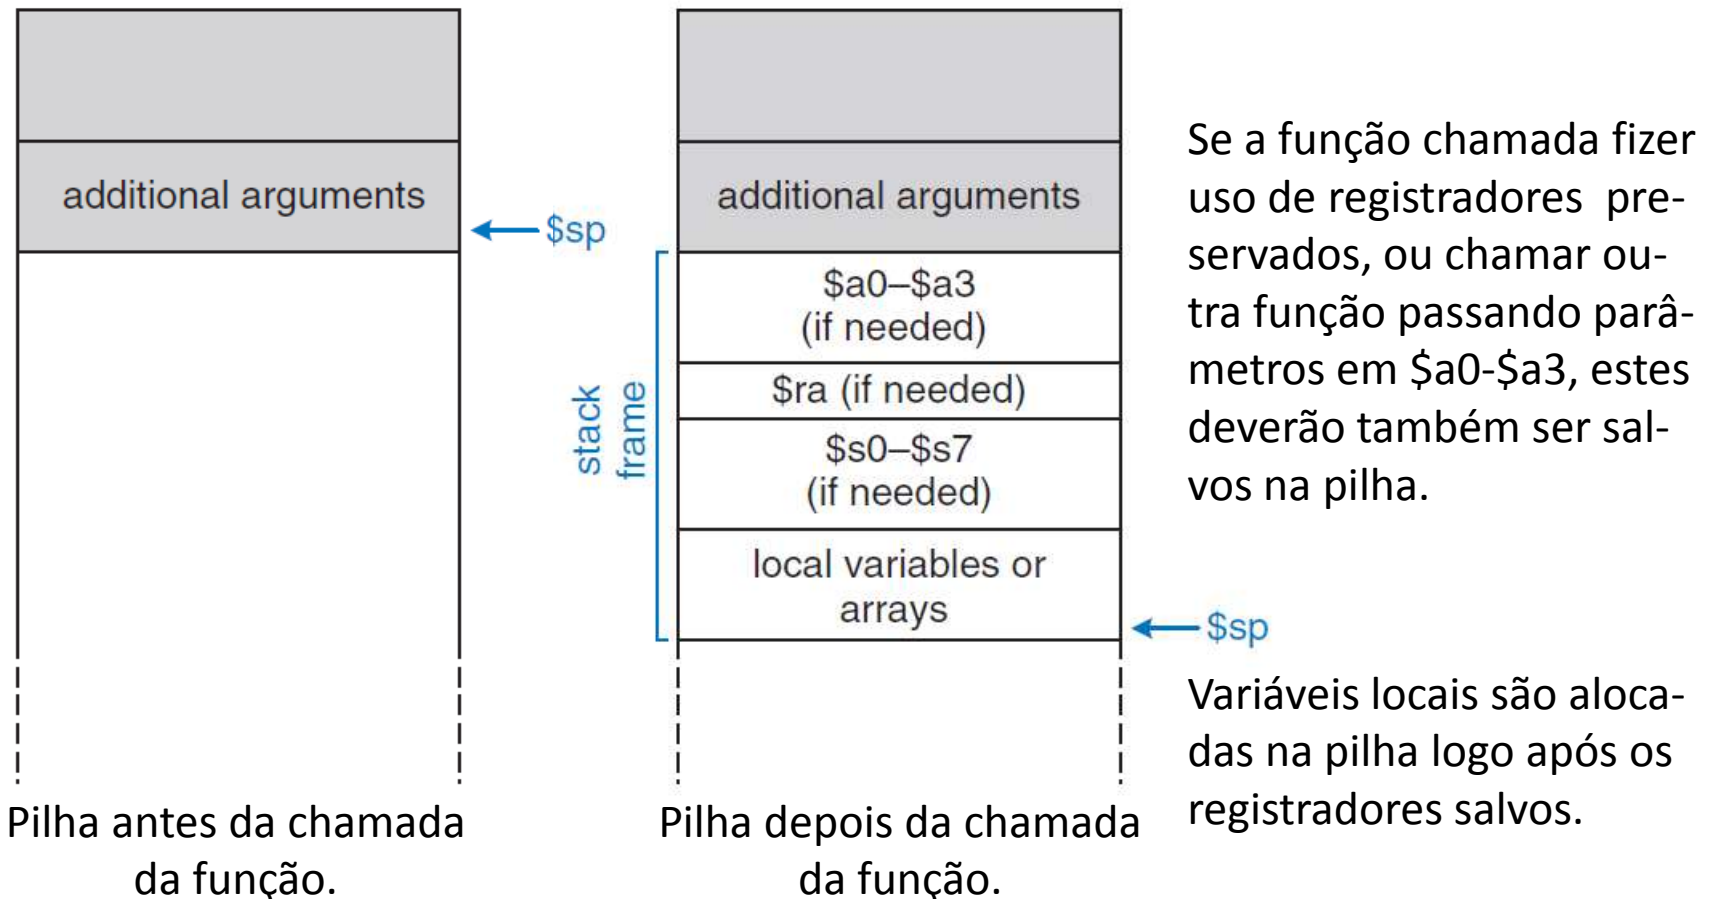 additional arguments
$sp
Pilha antes da chamada
da função.
stack
frame
additional arguments
$a0–$a3
(if needed)
$ra (if needed)
$s0–$s7
(if needed)
local variables or
arrays
$sp
Pilha depois da chamada
da função.
Se a função chamada fizer
uso de registradores pre-
servados, ou chamar ou-
tra função passando parâ-
metros em $a0-$a3, estes
deverão também ser sal-
vos na pilha.
Variáveis locais são aloca-
das na pilha logo após os
registradores salvos.